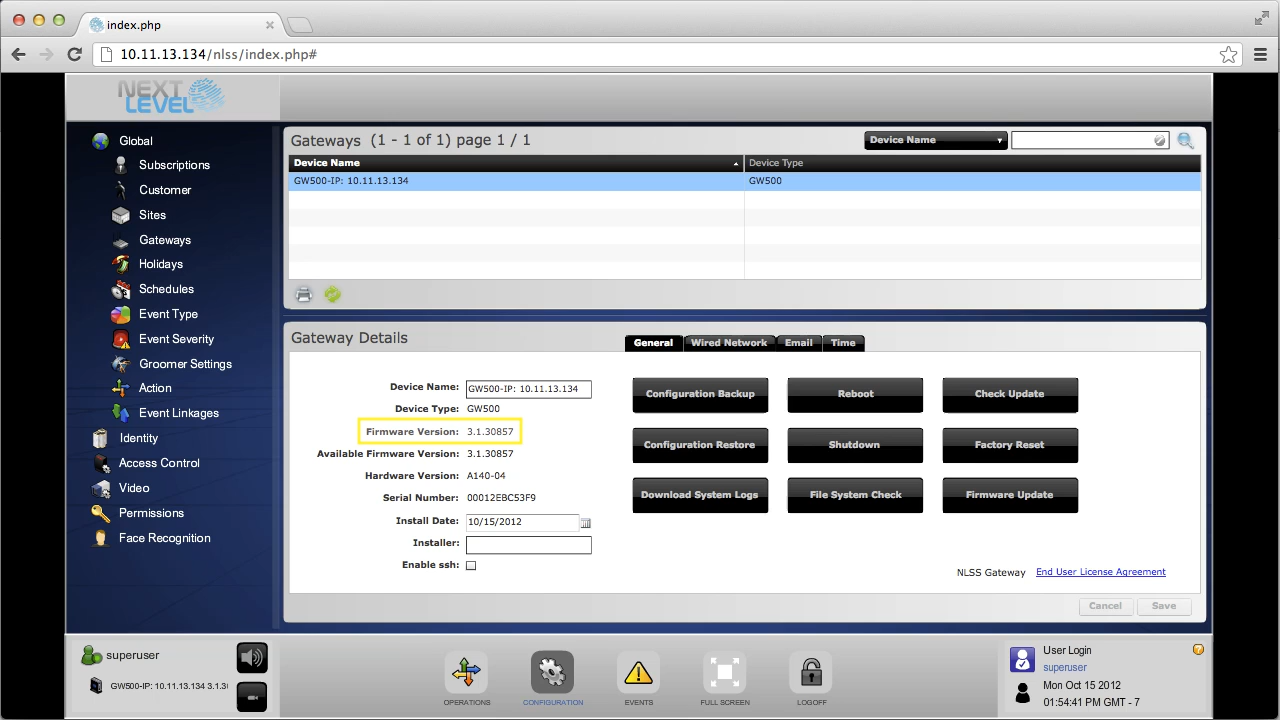 index.php
10.11.13.134/nlss/index.php#
NEXT
LEVEL
Global
Subscriptions
Customer
Sites
Gateways
Holidays
Schedules
Event Type
Event Severity
Groomer Settings
Action
Event Linkages
Identity
Access Control
Video
Permissions
Face Recognition
Gateways (1 - 1 of 1) page 1 / 1
Device Name
Device Name Device Type
GW500-IP: 10.11.13.134 GW500
Gateway Details
General Wired Network Email Time
Device Name: GW500-IP: 10.11.13.134
Device Type: GW500
Firmware Version: 3.1.30857
Available Firmware Version: 3.1.30857
Hardware Version: A140-04
Serial Number: 00012EBC53F9
Install Date: 10/15/2012
Installer:
Enable ssh:
Configuration Backup Reboot Check Update
Configuration Restore Shutdown Factory Reset
Download System Logs File System Check Firmware Update
NLSS Gateway End User License Agreement
Cancel Save
superuser
GW500-IP: 10.11.13.134 3.1.3
OPERATIONS CONFIGURATION EVENTS FULL SCREEN LOGOFF
User Login
superuser
Mon Oct 15 2012
01:54:41 PM GMT - 7